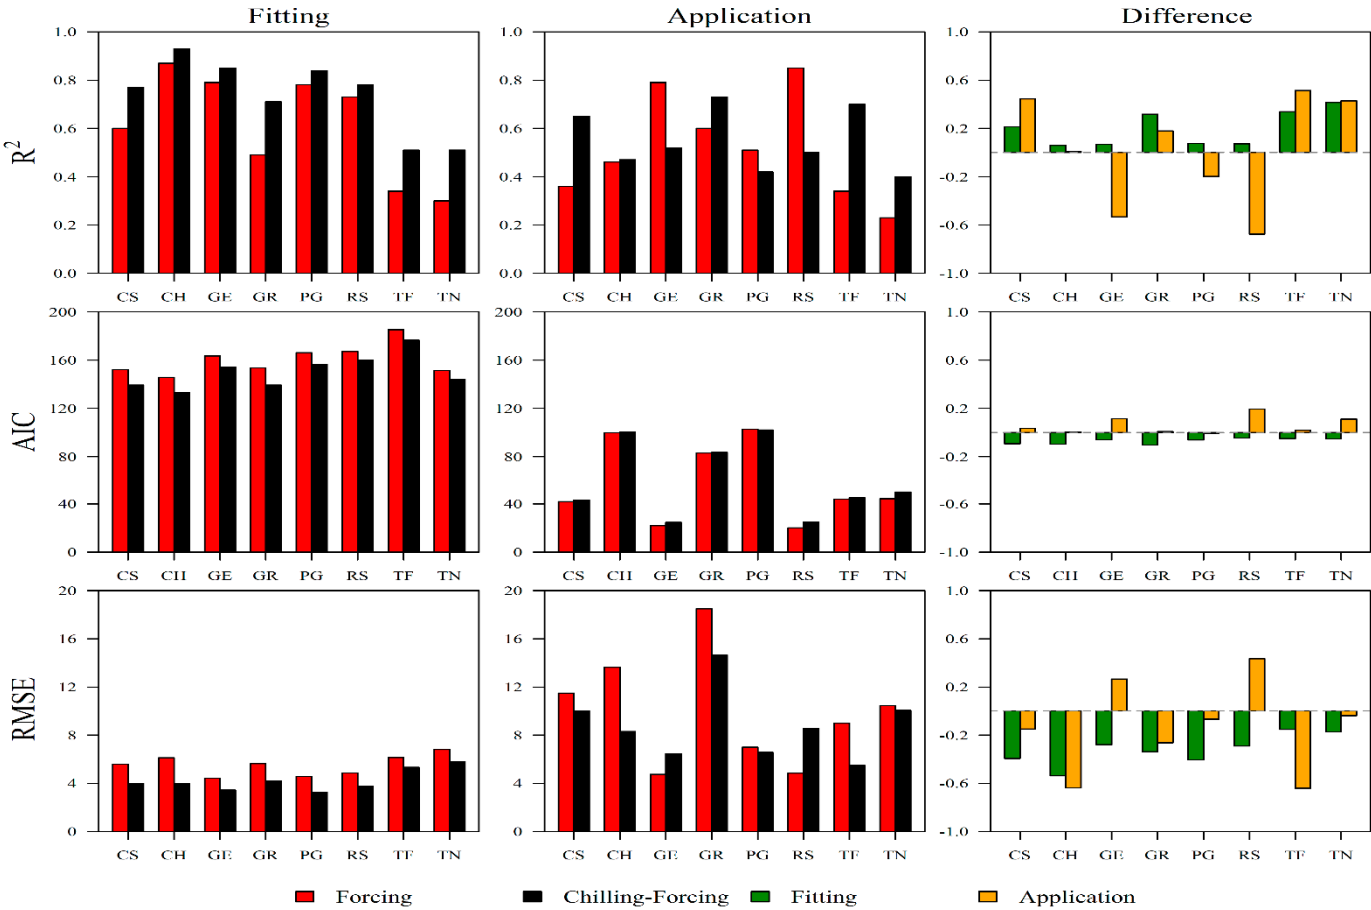 Fitting Application Difference
R²
1.0 0.8 0.6 0.4 0.2 0.0
CS CH GE GR PG RS TF TN
1.0 0.8 0.6 0.4 0.2 0.0
CS CH GE GR PG RS TF TN
1.0 0.6 0.2 -0.2 -0.6 -1.0
CS CH GE GR PG RS TF TN
AIC
200 160 120 80 40 0
CS CH GE GR PG RS TF TN
200 160 120 80 40 0
CS CH GE GR PG RS TF TN
1.0 0.6 0.2 -0.2 -0.6 -1.0
CS CH GE GR PG RS TF TN
RMSE
20 16 12 8 4 0
CS CH GE GR PG RS TF TN
20 16 12 8 4 0
CS CH GE GR PG RS TF TN
1.0 0.6 0.2 -0.2 -0.6 -1.0
CS CH GE GR PG RS TF TN
Forcing Chilling-Forcing Fitting Application